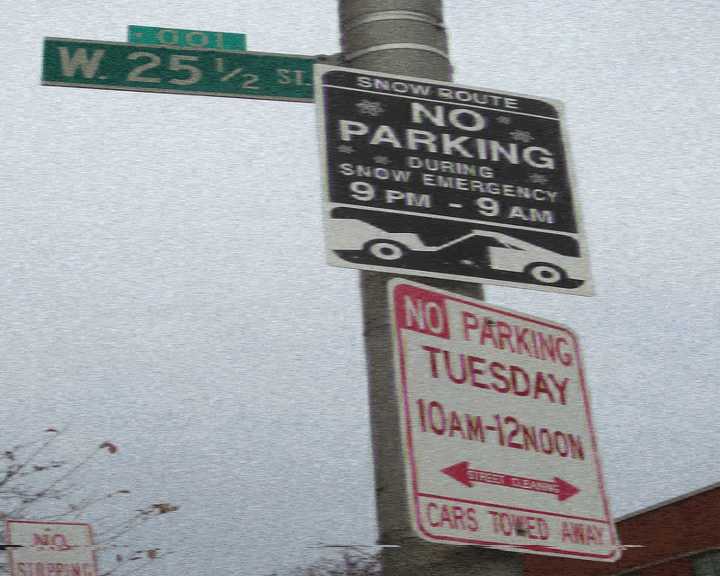 W. 25 1/2 ST.
SNOW ROUTE
NO
PARKING
DURING
SNOW EMERGENCY
9 PM - 9 AM
NO PARKING
TUESDAY
10AM-12NOON
STREET CLEANING
CARS TOWED AWAY
NO
STOPPING